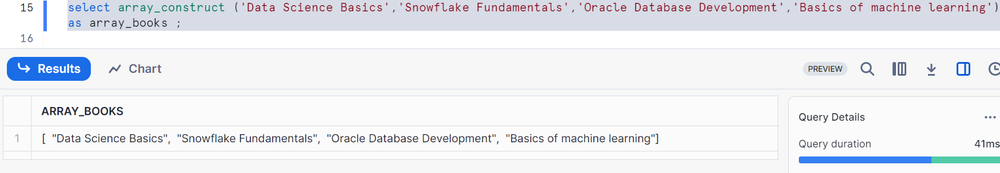 15 select array_construct ('Data Science Basics','Snowflake Fundamentals','Oracle Database Development','Basics of machine learning')
as array_books ;
16
Results Chart PREVIEW
ARRAY_BOOKS
1 [ "Data Science Basics", "Snowflake Fundamentals", "Oracle Database Development", "Basics of machine learning"]
Query Details ...
Query duration 41ms